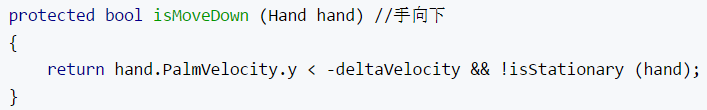 protected bool isMoveDown (Hand hand) //手向下
{
    return hand.PalmVelocity.y < -deltaVelocity && !isStationary (hand);
}